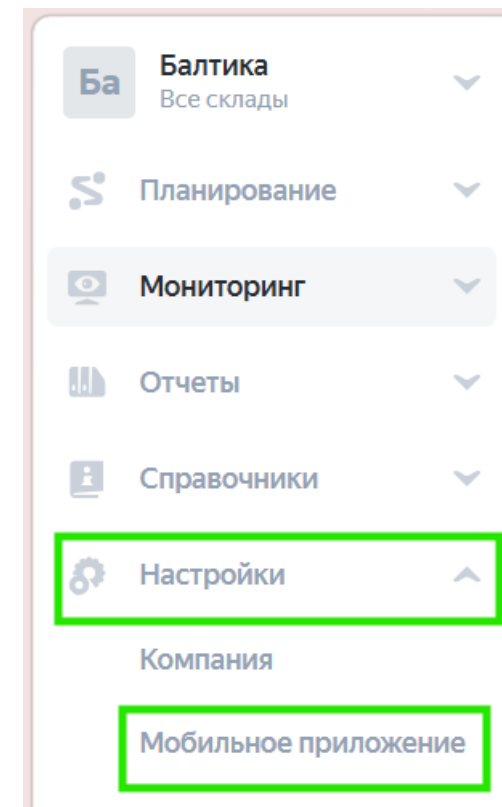 Ба
Балтика
Все склады
Планирование
Мониторинг
Отчеты
Справочники
Настройки
Компания
Мобильное приложение